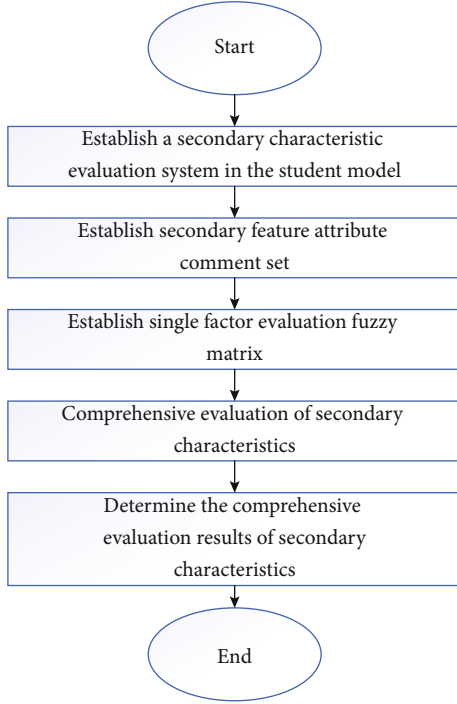 Start
Establish a secondary characteristic
evaluation system in the student model
Establish secondary feature attribute
comment set
Establish single factor evaluation fuzzy
matrix
Comprehensive evaluation of secondary
characteristics
Determine the comprehensive
evaluation results of secondary
characteristics
End